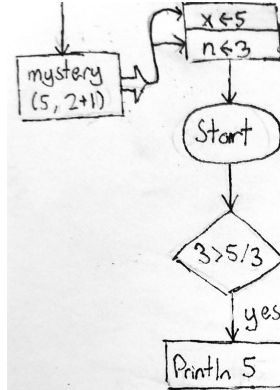 mystery
(5, 2+1)
x←5
n←3
Start
3>5/3
yes
Println 5